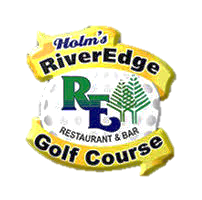 Holm's
RiverEdge
RE
RESTAURANT & BAR
Golf Course